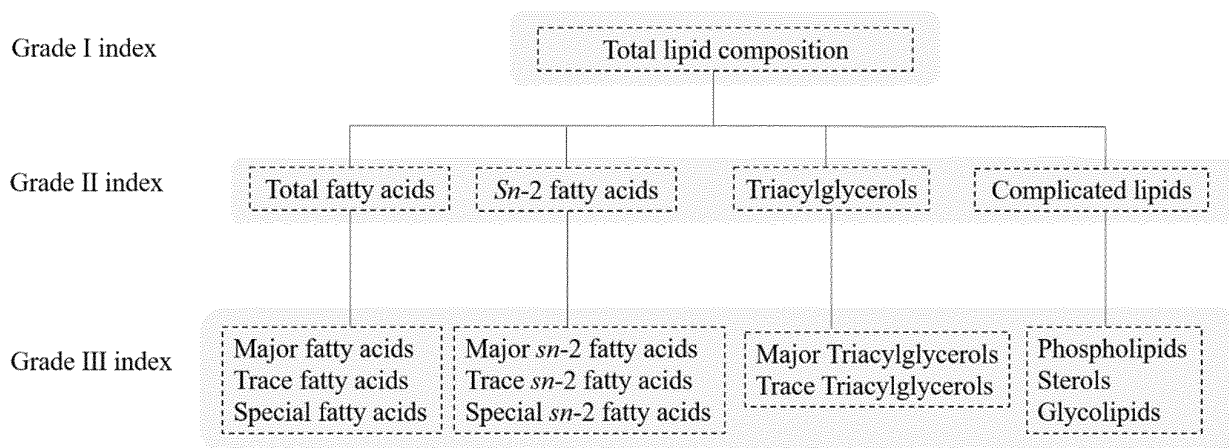 Grade I index
Total lipid composition
Grade II index
Total fatty acids
Sn-2 fatty acids
Triacylglycerols
Complicated lipids
Grade III index
Major fatty acids
Trace fatty acids
Special fatty acids
Major sn-2 fatty acids
Trace sn-2 fatty acids
Special sn-2 fatty acids
Major Triacylglycerols
Trace Triacylglycerols
Phospholipids
Sterols
Glycolipids